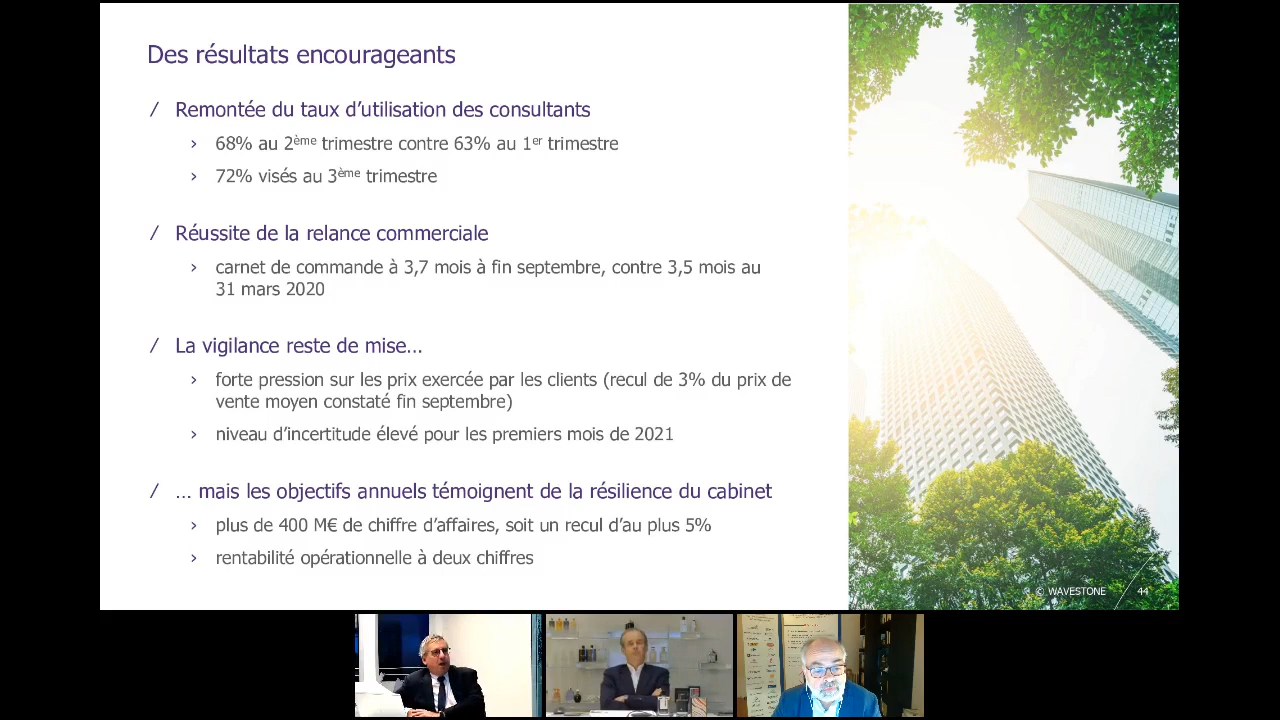 Des résultats encourageants
/ Remontée du taux d’utilisation des consultants
› 68% au 2ème trimestre contre 63% au 1er trimestre
› 72% visés au 3ème trimestre
/ Réussite de la relance commerciale
› carnet de commande à 3,7 mois à fin septembre, contre 3,5 mois au
31 mars 2020
/ La vigilance reste de mise…
› forte pression sur les prix exercée par les clients (recul de 3% du prix de
vente moyen constaté fin septembre)
› niveau d’incertitude élevé pour les premiers mois de 2021
/ … mais les objectifs annuels témoignent de la résilience du cabinet
› plus de 400 M€ de chiffre d’affaires, soit un recul d’au plus 5%
› rentabilité opérationnelle à deux chiffres
© WAVESTONE 44